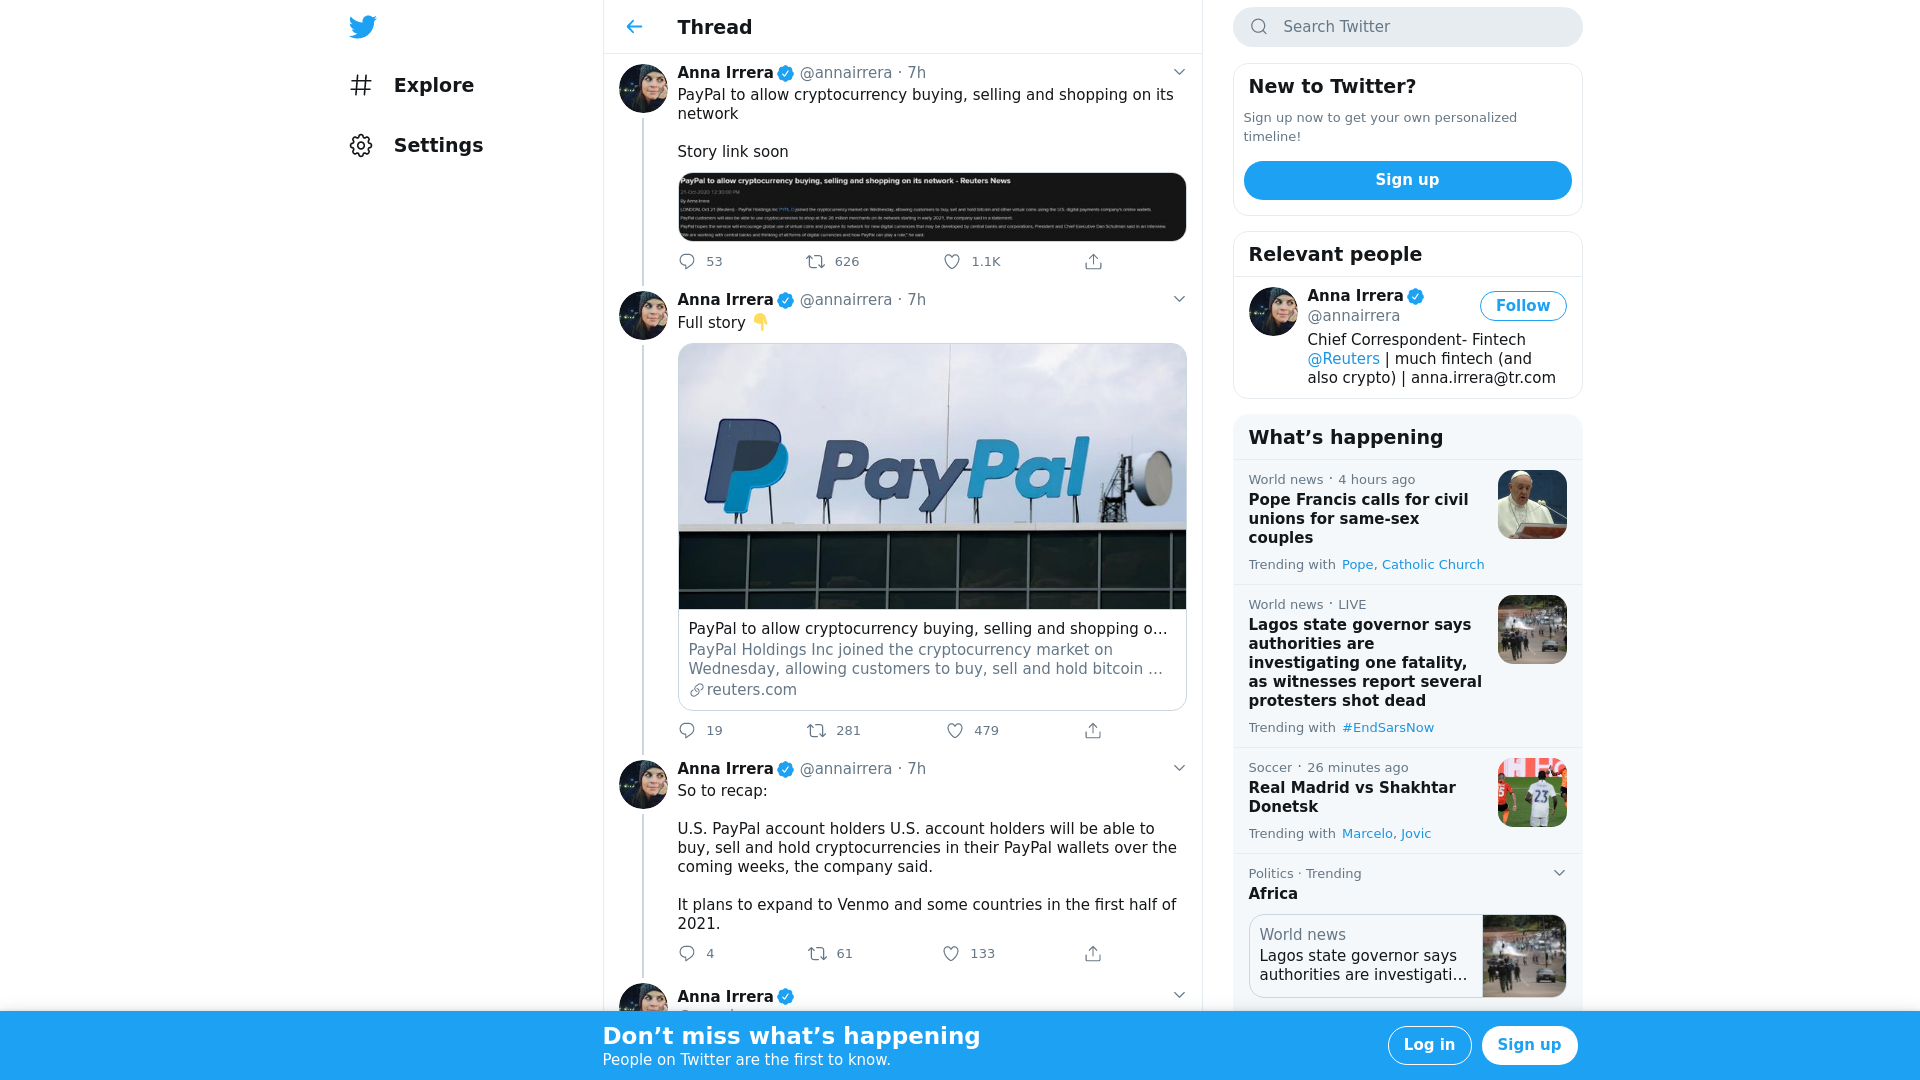 Explore
Settings
Thread
Anna Irrera @annairrera · 7h
PayPal to allow cryptocurrency buying, selling and shopping on its
network
Story link soon
PayPal to allow cryptocurrency buying, selling and shopping on its network - Reuters News
21-Oct-2020 12:30:00 PM
By Anna Irrera
53
626
1.1K
Anna Irrera @annairrera · 7h
Full story 👇
PayPal
PayPal to allow cryptocurrency buying, selling and shopping o…
PayPal Holdings Inc joined the cryptocurrency market on
Wednesday, allowing customers to buy, sell and hold bitcoin …
reuters.com
19
281
479
Anna Irrera @annairrera · 7h
So to recap:
U.S. PayPal account holders U.S. account holders will be able to
buy, sell and hold cryptocurrencies in their PayPal wallets over the
coming weeks, the company said.
It plans to expand to Venmo and some countries in the first half of
2021.
4
61
133
Anna Irrera
Search Twitter
New to Twitter?
Sign up now to get your own personalized
timeline!
Sign up
Relevant people
Anna Irrera
@annairrera
Follow
Chief Correspondent- Fintech
@Reuters | much fintech (and
also crypto) | anna.irrera@tr.com
What's happening
World news · 4 hours ago
Pope Francis calls for civil
unions for same-sex
couples
Trending with Pope, Catholic Church
World news · LIVE
Lagos state governor says
authorities are
investigating one fatality,
as witnesses report several
protesters shot dead
Trending with #EndSarsNow
Soccer · 26 minutes ago
Real Madrid vs Shakhtar
Donetsk
23
Trending with Marcelo, Jovic
Politics · Trending
Africa
World news
Lagos state governor says
authorities are investigati…
Don't miss what's happening
People on Twitter are the first to know.
Log in
Sign up